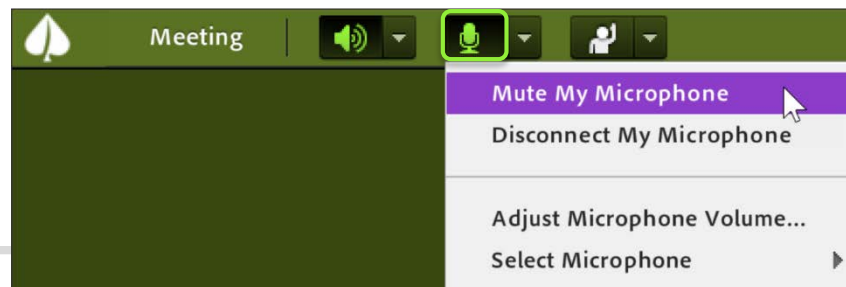 Meeting
Mute My Microphone
Disconnect My Microphone
Adjust Microphone Volume...
Select Microphone